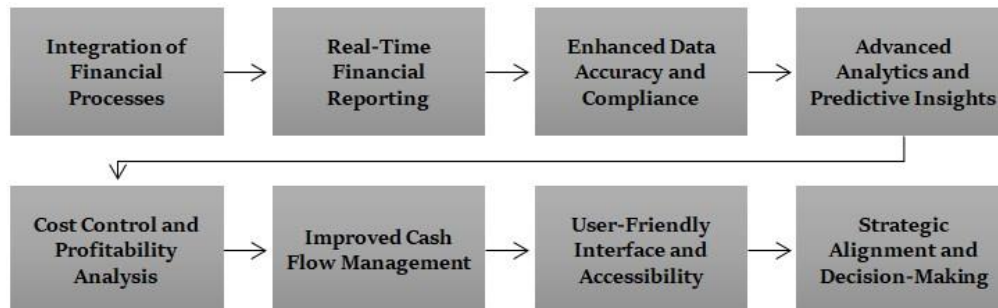 Integration of
Financial
Processes
Real-Time
Financial
Reporting
Enhanced Data
Accuracy and
Compliance
Advanced
Analytics and
Predictive Insights
Cost Control and
Profitability
Analysis
Improved Cash
Flow Management
User-Friendly
Interface and
Accessibility
Strategic
Alignment and
Decision-Making